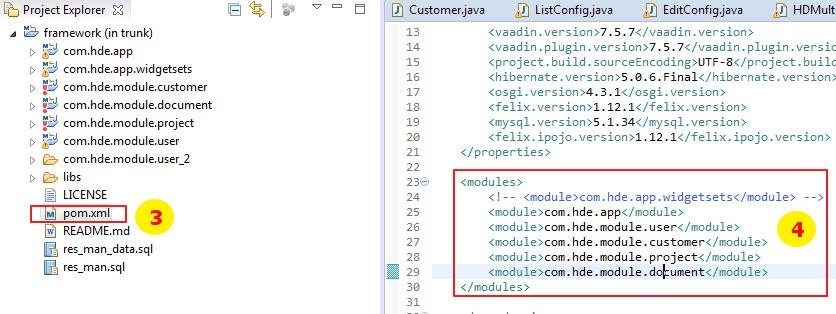 Project Explorer
framework (in trunk)
com.hde.app
com.hde.app.widgetsets
com.hde.module.customer
com.hde.module.document
com.hde.module.project
com.hde.module.user
com.hde.module.user_2
libs
LICENSE
pom.xml
3
README.md
res_man_data.sql
res_man.sql
Customer.java
ListConfig.java
EditConfig.java
HDMult
13 <vaadin.version>7.5.7</vaadin.version>
14 <vaadin.plugin.version>7.5.7</vaadin.plugin.version
15 <project.build.sourceEncoding>UTF-8</project.build
16 <hibernate.version>5.0.6.Final</hibernate.version>
17 <osgi.version>4.3.1</osgi.version>
18 <felix.version>1.12.1</felix.version>
19 <mysql.version>5.1.34</mysql.version>
20 <felix.ipojo.version>1.12.1</felix.ipojo.version>
21 </properties>
22
23 <modules>
24 <!-- <module>com.hde.app.widgetsets</module> -->
25 <module>com.hde.app</module>
26 <module>com.hde.module.user</module>
27 <module>com.hde.module.customer</module>
28 <module>com.hde.module.project</module>
29 <module>com.hde.module.document</module>
30 </modules>
31
4